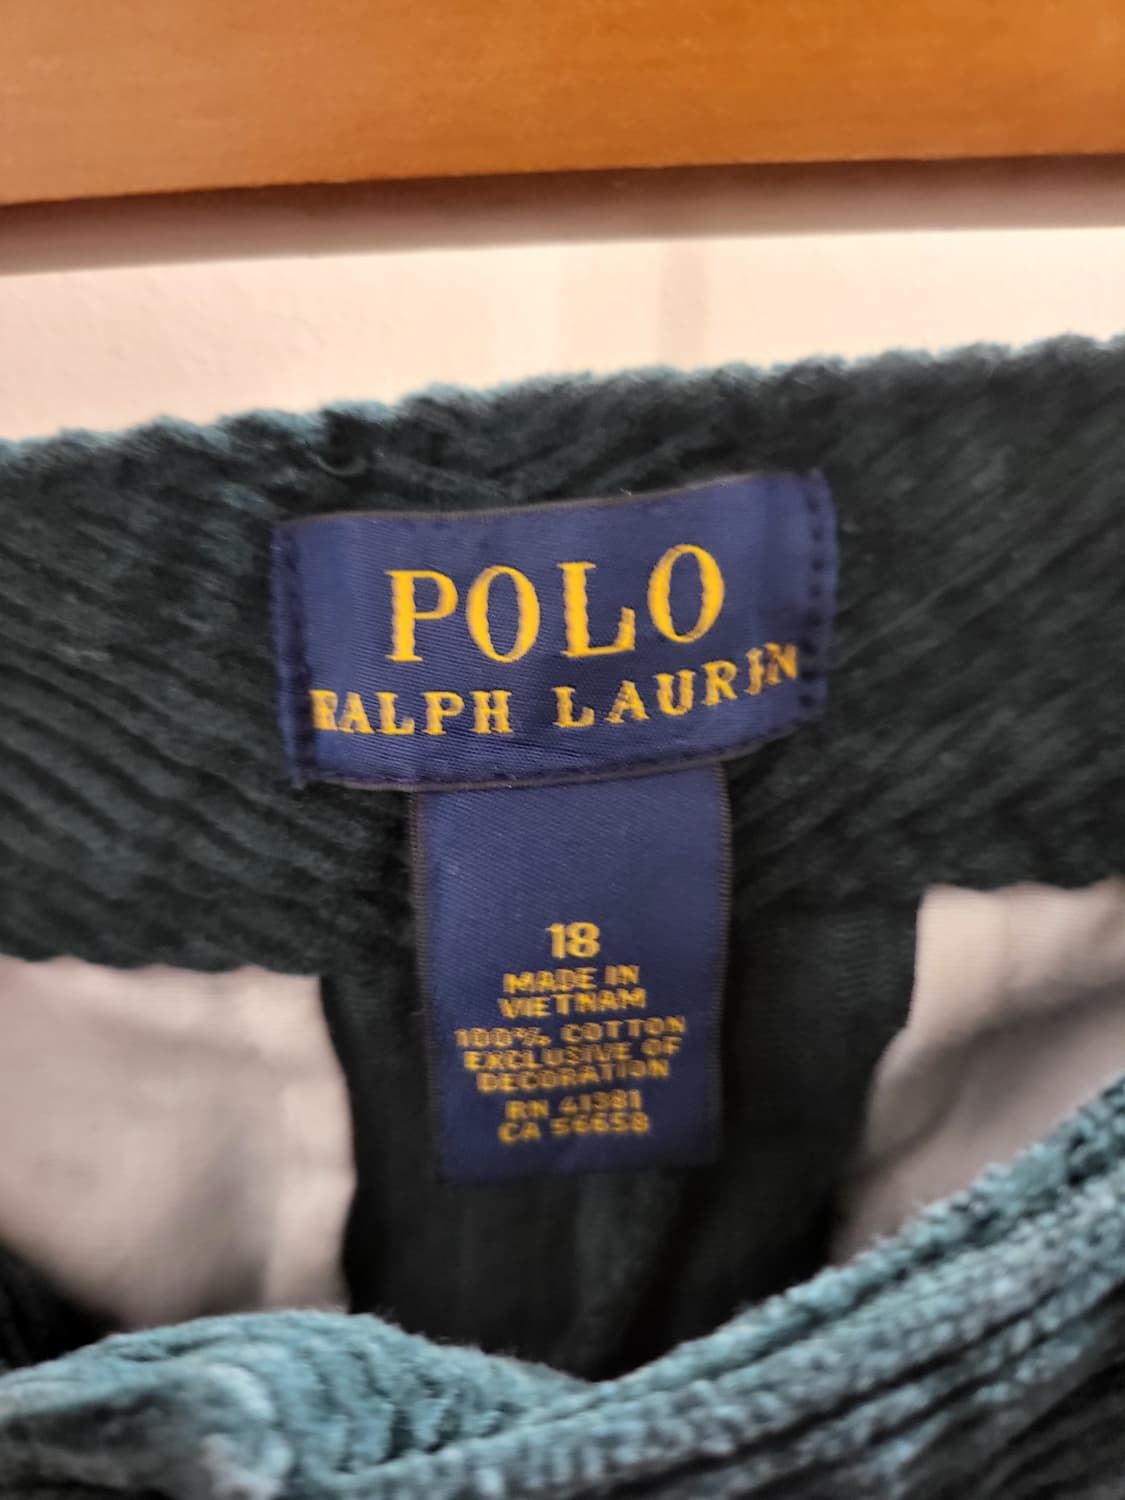 POLO
RALPH LAUREN
18
MADE IN
VIETNAM
100% COTTON
EXCLUSIVE OF
DECORATION
RN 41381
CA 56658